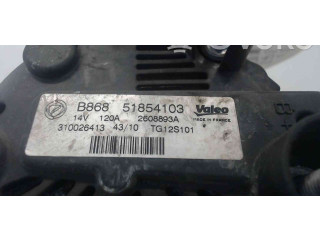 B868 51854103 Valeo
14V 120A 2608893A MADE IN FRANCE
310026413 43/10 TG12S101